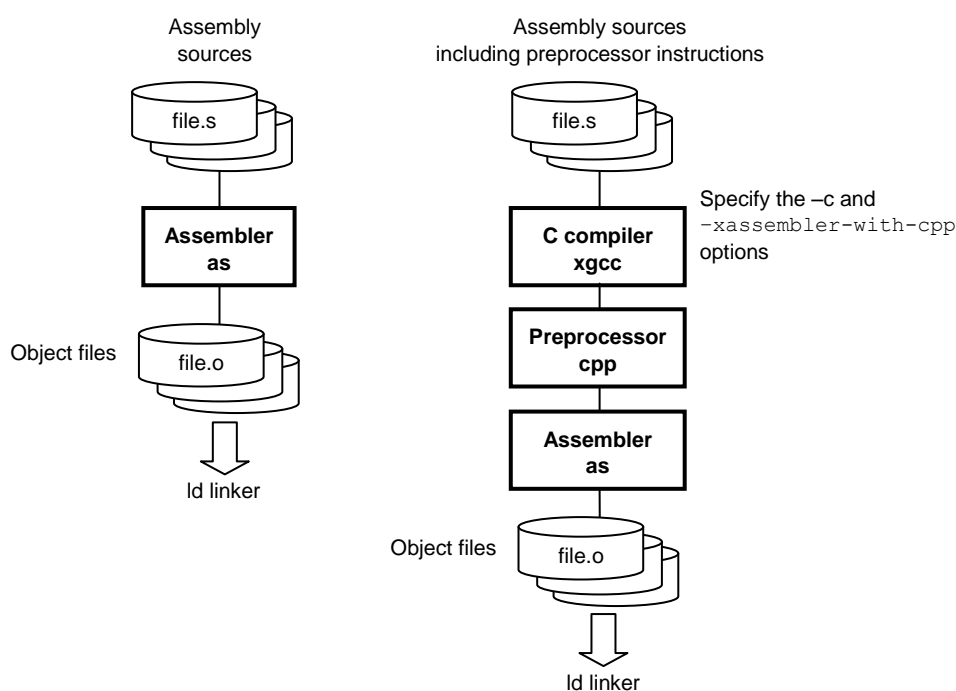 Assembly
sources
file.s
Assembler
as
Object files
file.o
ld linker
Assembly sources
including preprocessor instructions
file.s
C compiler
xgcc
Specify the –c and
-xassembler-with-cpp
options
Preprocessor
cpp
Assembler
as
Object files
file.o
ld linker